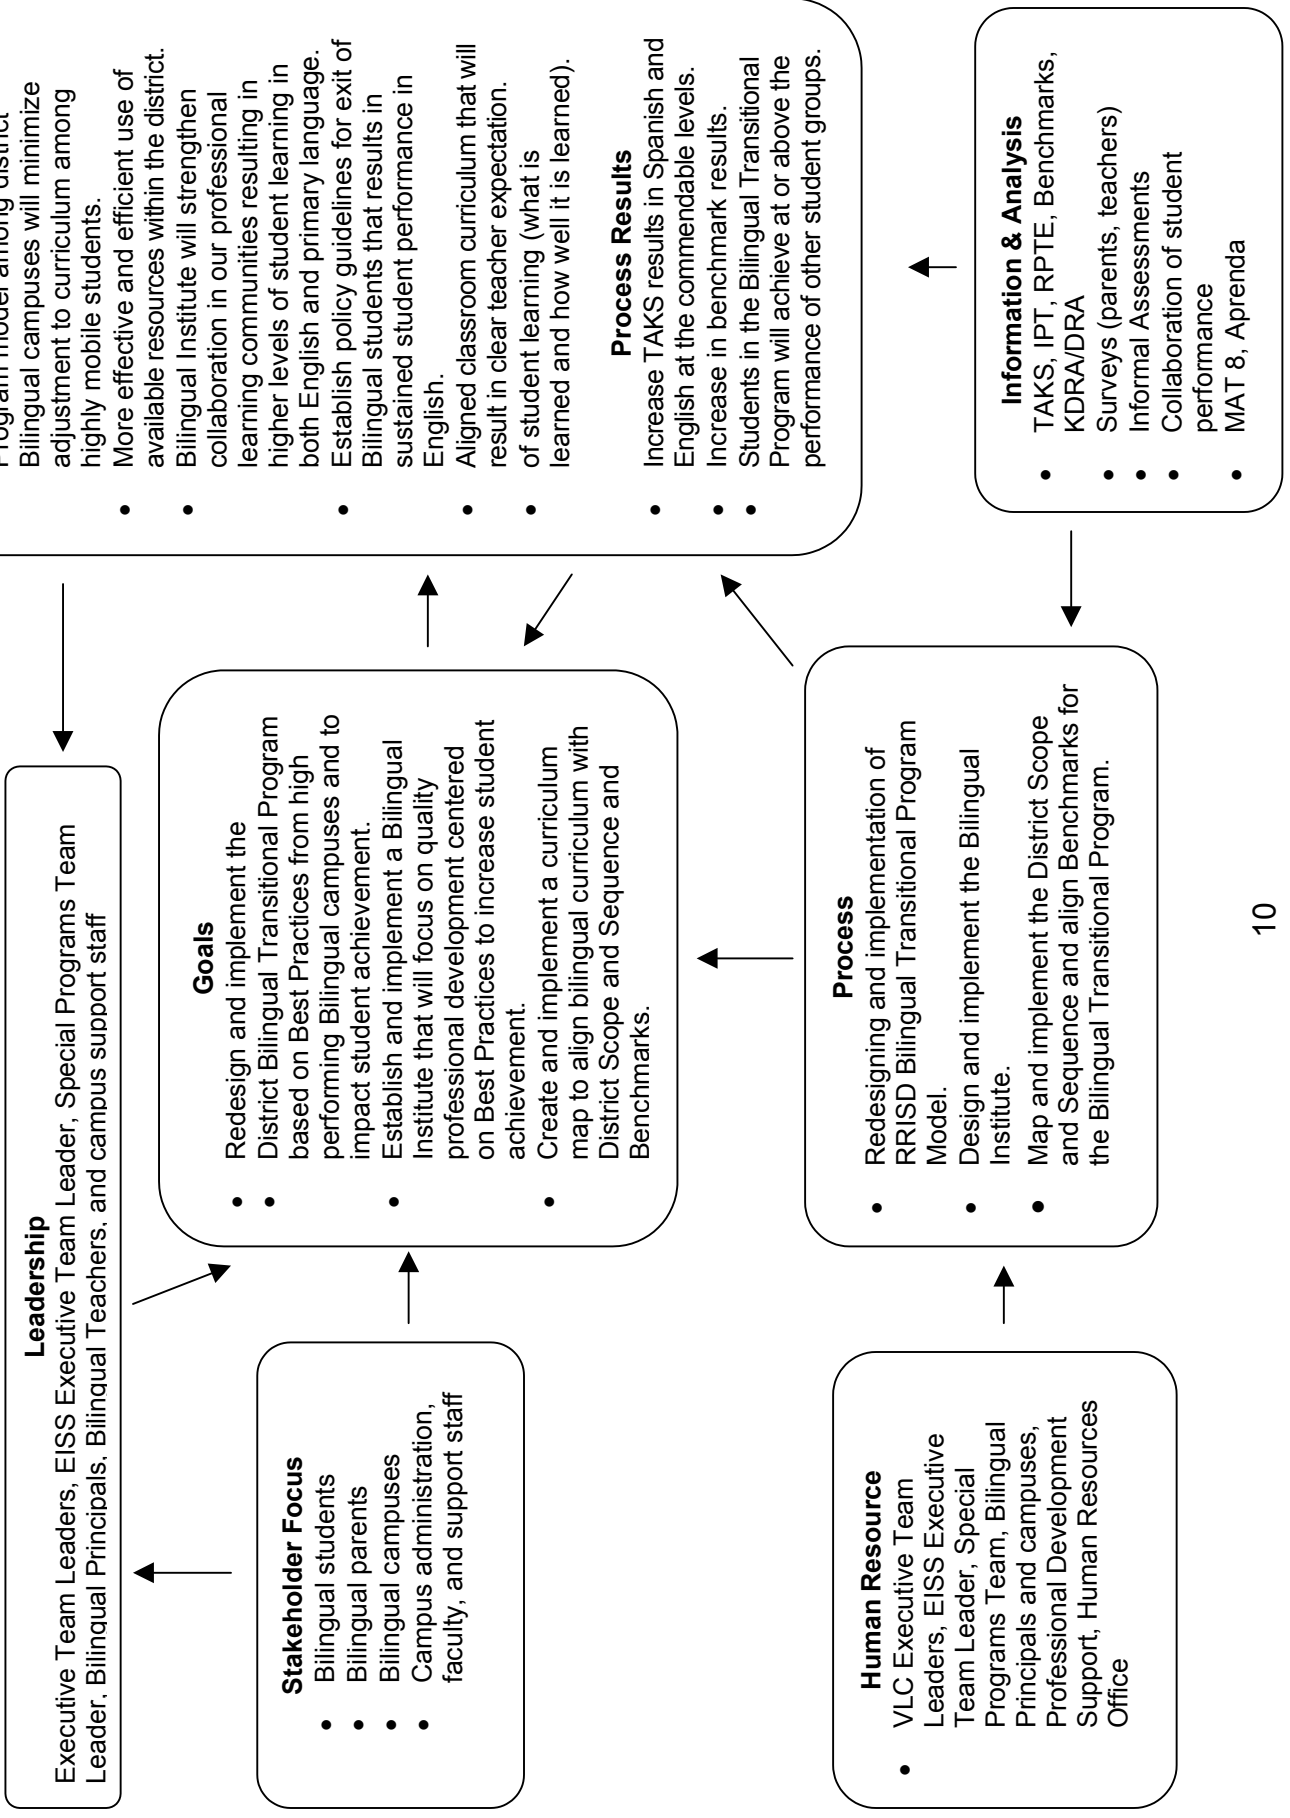 Leadership
Executive Team Leaders, EISS Executive Team Leader, Special Programs Team
Leader, Bilingual Principals, Bilingual Teachers, and campus support staff
Stakeholder Focus
• Bilingual students
• Bilingual parents
• Bilingual campuses
• Campus administration,
faculty, and support staff
Goals
• Redesign and implement the
• District Bilingual Transitional Program
based on Best Practices from high
performing Bilingual campuses and to
impact student achievement.
• Establish and implement a Bilingual
Institute that will focus on quality
professional development centered
on Best Practices to increase student
achievement.
• Create and implement a curriculum
map to align bilingual curriculum with
District Scope and Sequence and
Benchmarks.
Program model among district
Bilingual campuses will minimize
adjustment to curriculum among
highly mobile students.
• More effective and efficient use of
available resources within the district.
• Bilingual Institute will strengthen
collaboration in our professional
learning communities resulting in
higher levels of student learning in
both English and primary language.
• Establish policy guidelines for exit of
Bilingual students that results in
sustained student performance in
English.
• Aligned classroom curriculum that will
result in clear teacher expectation.
• of student learning (what is
learned and how well it is learned).
Process Results
• Increase TAKS results in Spanish and
English at the commendable levels.
• Increase in benchmark results.
• Students in the Bilingual Transitional
Program will achieve at or above the
performance of other student groups.
Human Resource
• VLC Executive Team
Leaders, EISS Executive
Team Leader, Special
Programs Team, Bilingual
Principals and campuses,
Professional Development
Support, Human Resources
Office
Process
• Redesigning and implementation of
RRISD Bilingual Transitional Program
Model.
• Design and implement the Bilingual
Institute.
• Map and implement the District Scope
and Sequence and align Benchmarks for
the Bilingual Transitional Program.
Information & Analysis
• TAKS, IPT, RPTE, Benchmarks,
KDRA/DRA
• Surveys (parents, teachers)
• Informal Assessments
• Collaboration of student
performance
• MAT 8, Aprenda
10